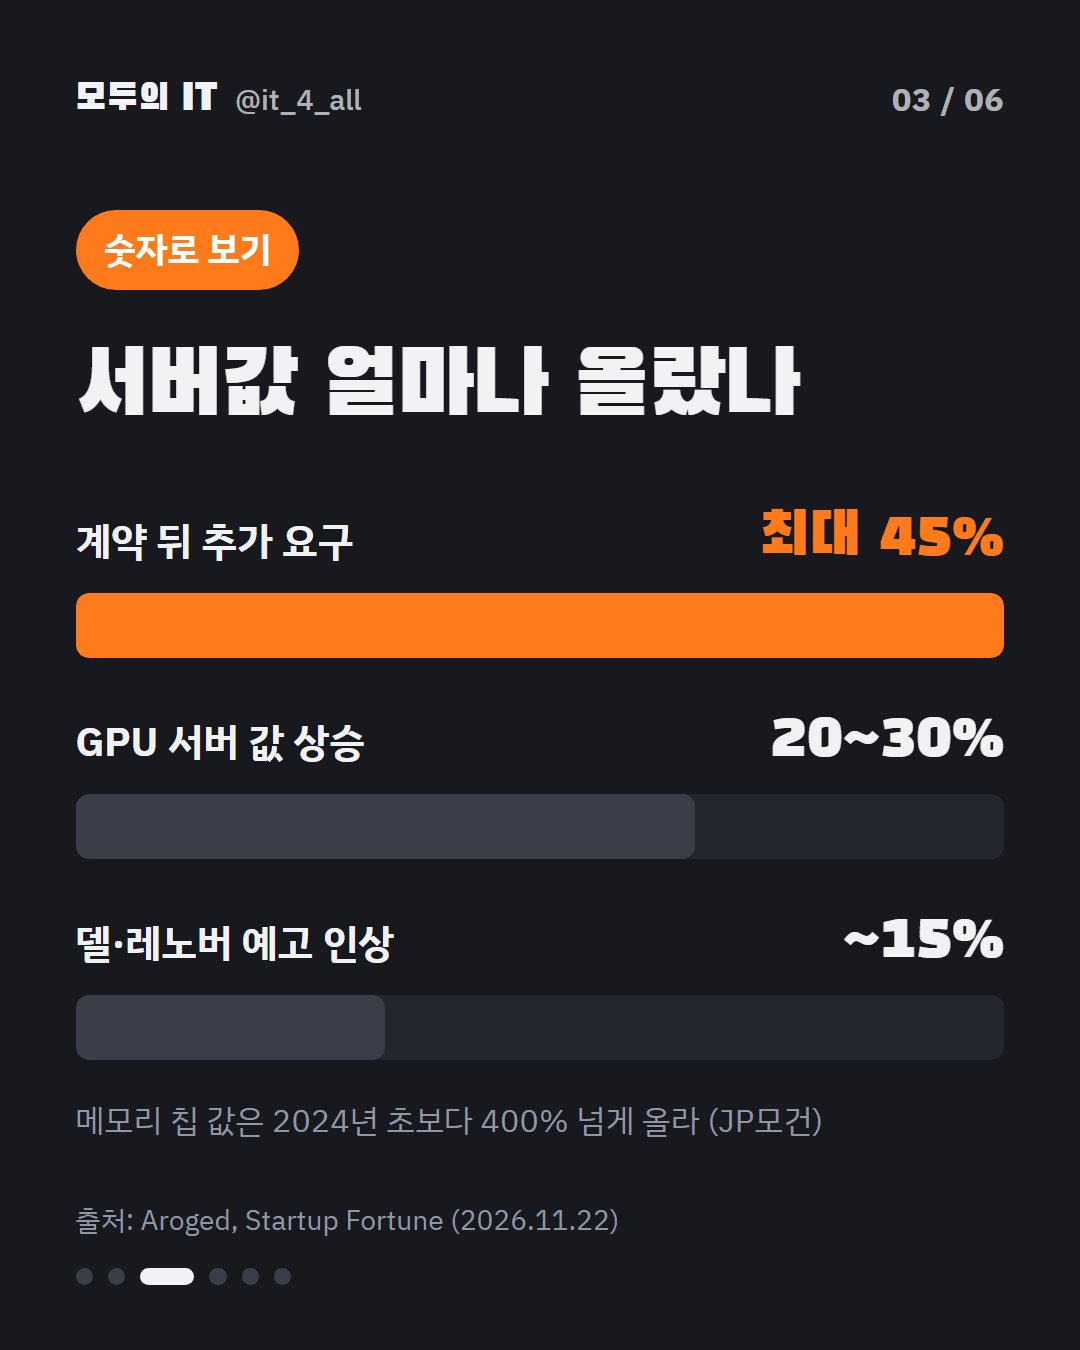 모두의 IT @it_4_all
03 / 06
숫자로 보기
서버값 얼마나 올랐나
계약 뒤 추가 요구 최대 45%
GPU 서버 값 상승 20~30%
델·레노버 예고 인상 ~15%
메모리 칩 값은 2024년 초보다 400% 넘게 올라 (JP모건)
출처: Aroged, Startup Fortune (2026.11.22)